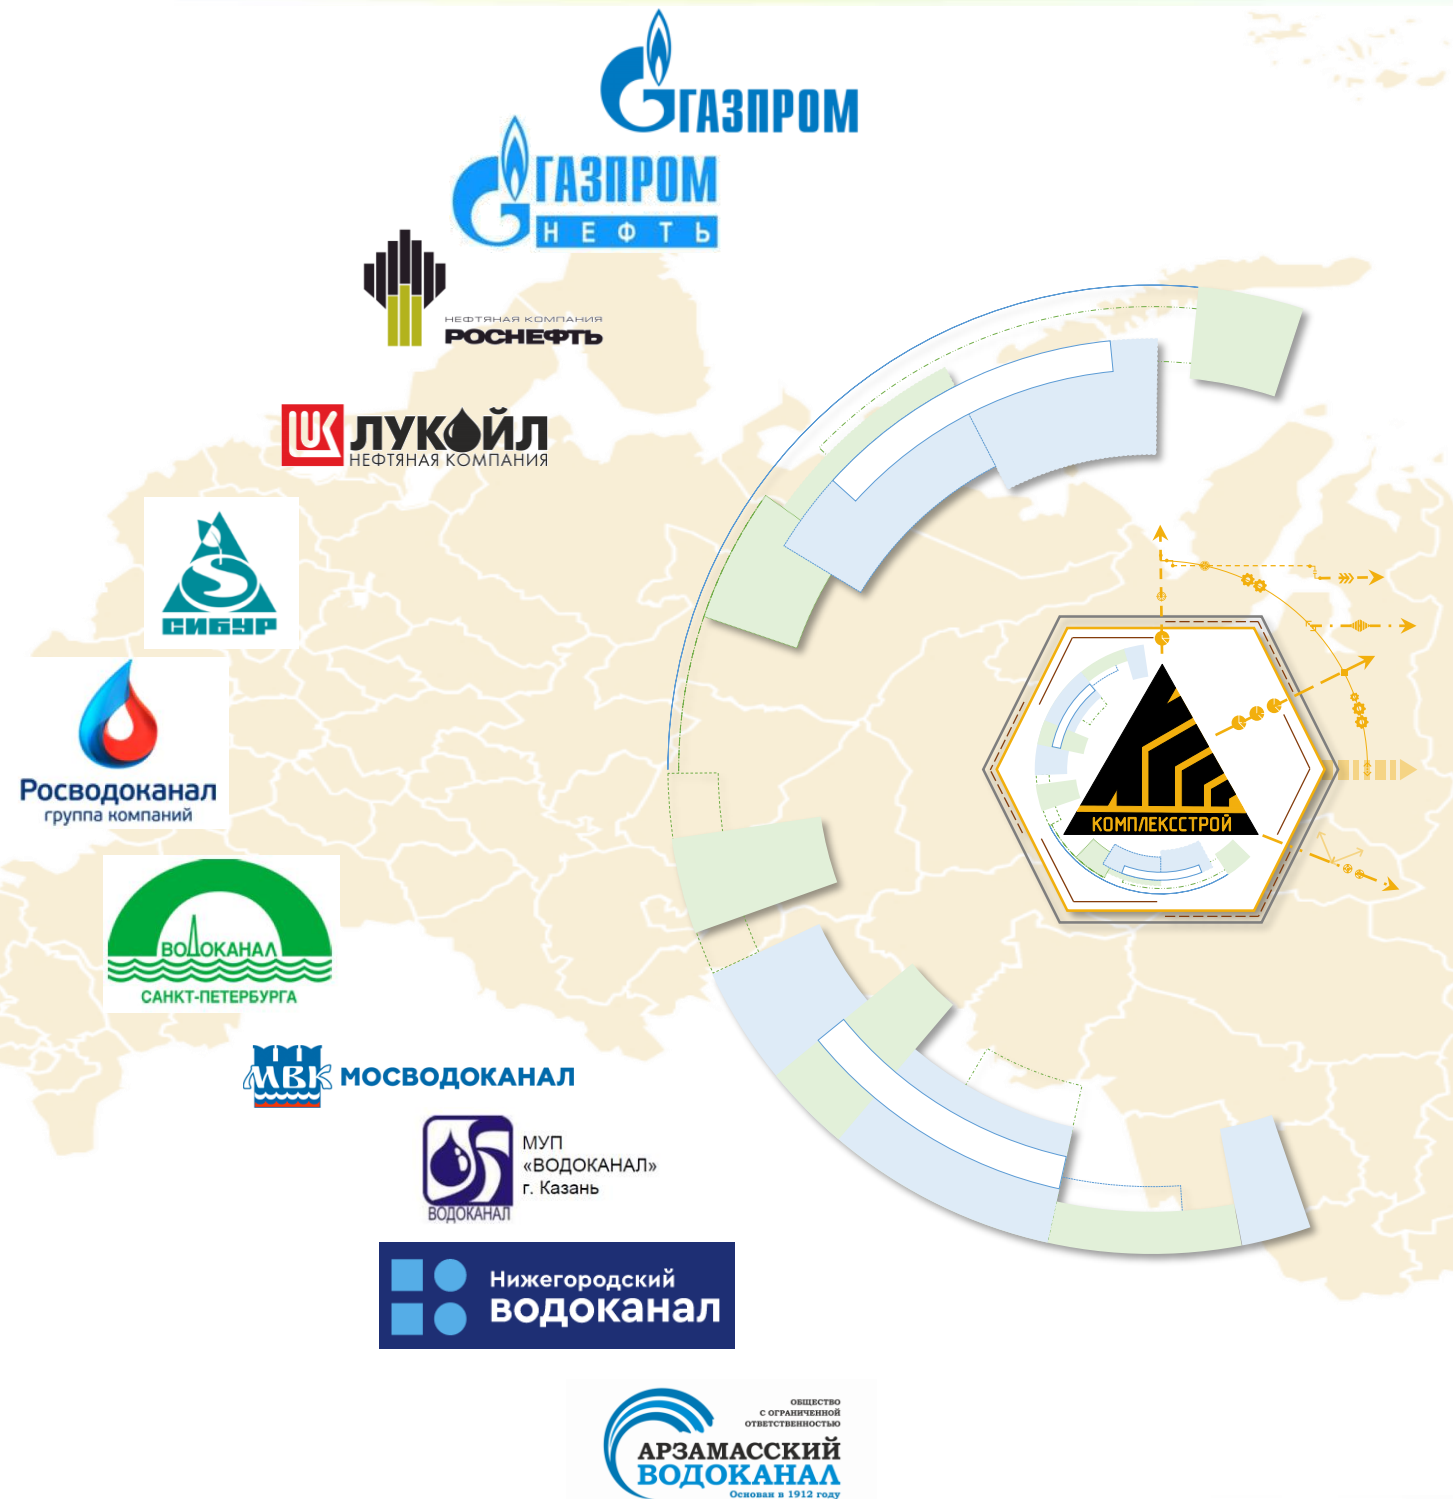 ГАЗПРОМ
ГАЗПРОМ
НЕФТЬ
НЕФТЯНАЯ КОМПАНИЯ
РОСНЕФТЬ
ЛУКОЙЛ
НЕФТЯНАЯ КОМПАНИЯ
СИБУР
Росводоканал
группа компаний
КОМПЛЕКССТРОЙ
ВОДОКАНАЛ
САНКТ-ПЕТЕРБУРГА
МВК МОСВОДОКАНАЛ
МУП
«ВОДОКАНАЛ»
г. Казань
ВОДОКАНАЛ
Нижегородский
водоканал
ОБЩЕСТВО
С ОГРАНИЧЕННОЙ
ОТВЕТСТВЕННОСТЬЮ
АРЗАМАССКИЙ
ВОДОКАНАЛ
Основан в 1912 году